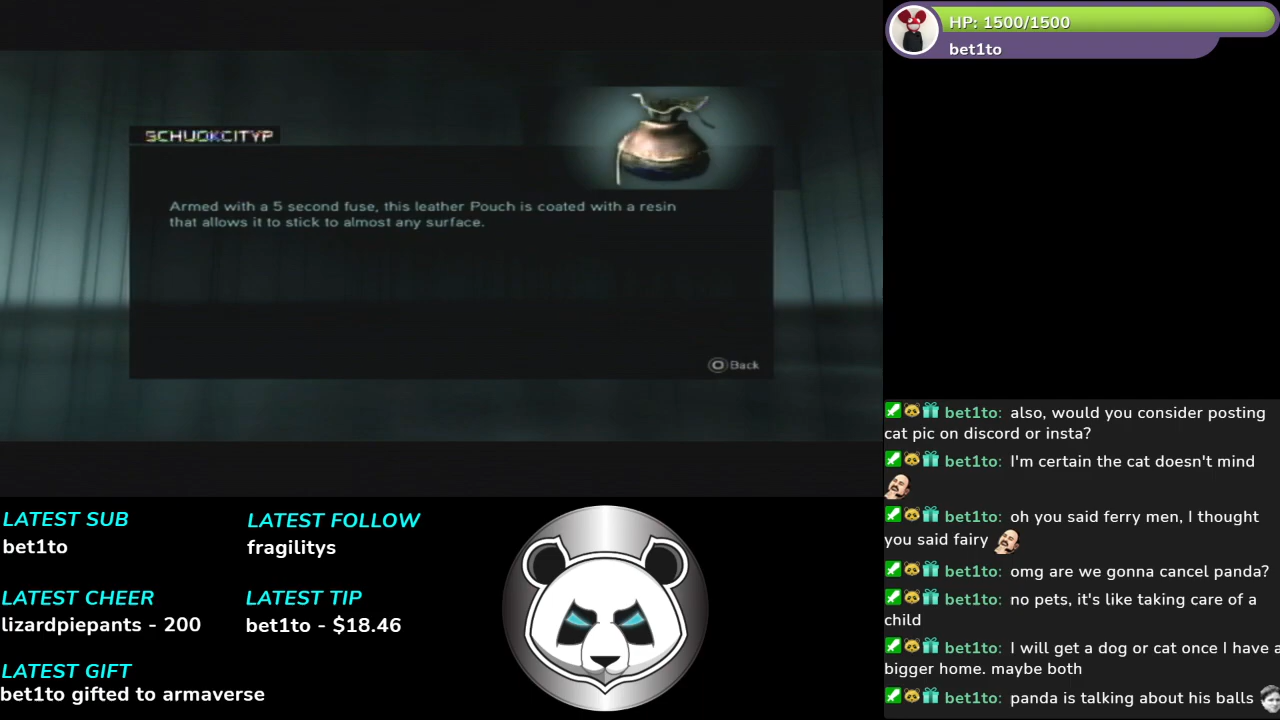 HP: 1500/1500
bet1to
Armed with a 5 second fuse, this leather Pouch is coated with a resin
that allows it to stick to almost any surface.
Back
bet1to: also, would you consider posting
cat pic on discord or insta?
bet1to: I'm certain the cat doesn't mind
bet1to: oh you said ferry men, I thought
you said fairy
bet1to: omg are we gonna cancel panda?
bet1to: no pets, it's like taking care of a
child
bet1to: I will get a dog or cat once I have a
bigger home. maybe both
bet1to: panda is talking about his balls
LATEST SUB
bet1to
LATEST FOLLOW
fragilitys
LATEST CHEER
lizardpiepants - 200
LATEST TIP
bet1to - $18.46
LATEST GIFT
bet1to gifted to armaverse